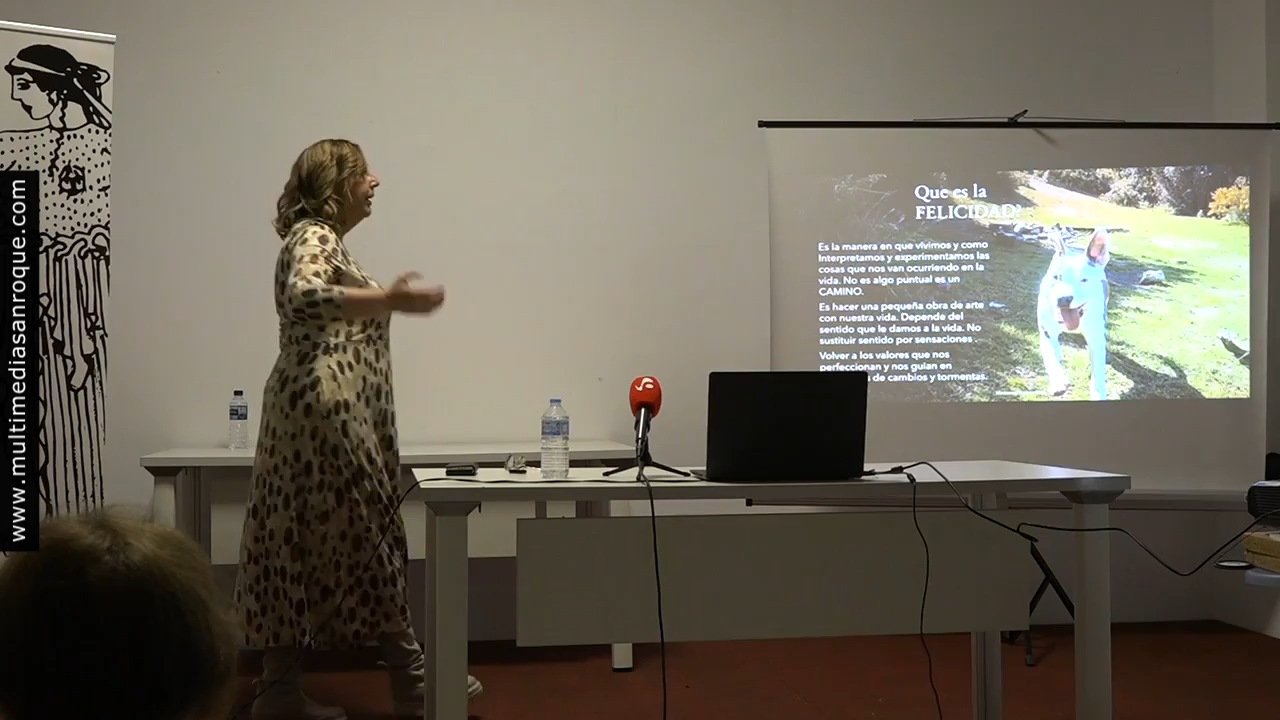 www.multimediasanroque.com
Que es la
FELICIDAD?
Es la manera en que vivimos y como
Interpretamos y experimentamos las
cosas que nos van ocurriendo en la
vida. No es algo puntual es un
CAMINO.
Es hacer una pequeña obra de arte
con nuestra vida. Depende del
sentido que le damos a la vida. No
sustituir sentido por sensaciones .
Volver a los valores que nos
perfeccionan y nos guian en
de cambios y tormentas.